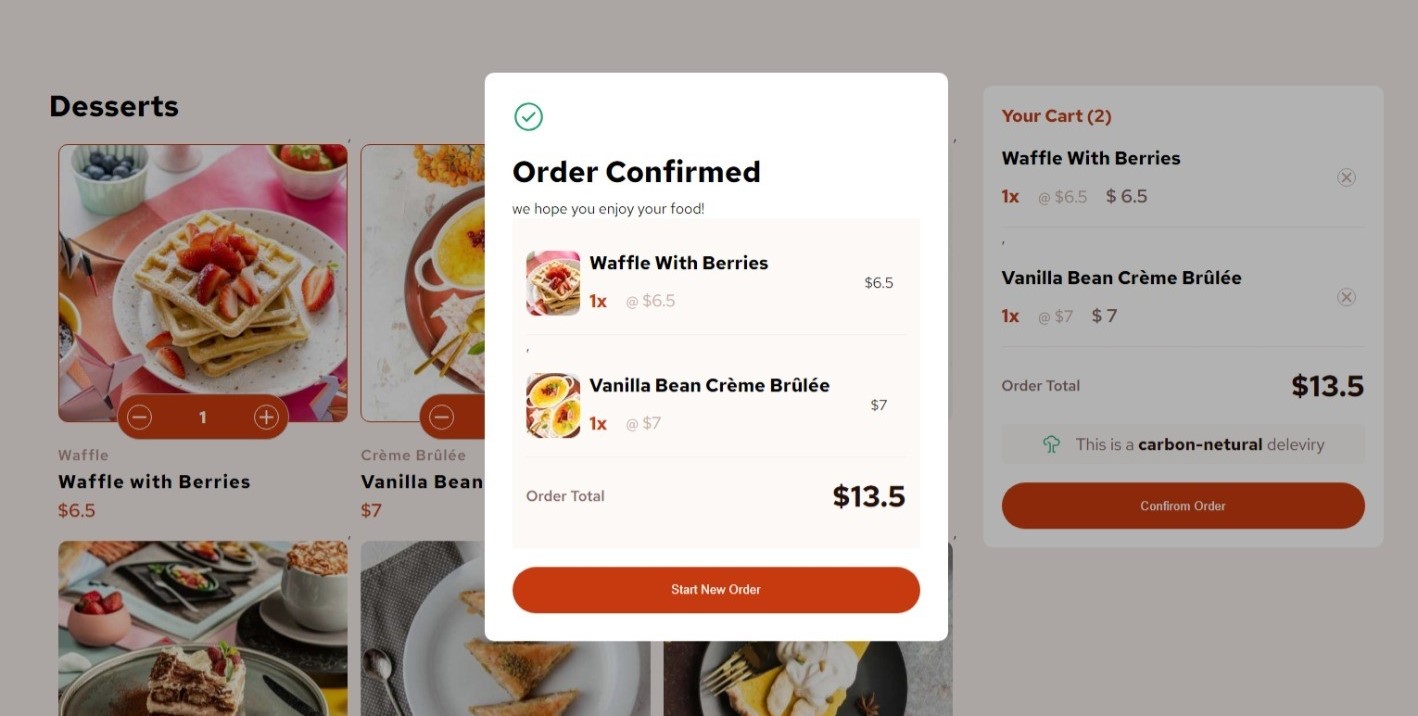 Desserts
,
1
Waffle
Waffle with Berries
$6.5
,
Crème Brûlée
Vanilla Bean
$7
,
,
Order Confirmed
we hope you enjoy your food!
Waffle With Berries
1x @ $6.5
$6.5
,
Vanilla Bean Crème Brûlée
1x @ $7
$7
Order Total $13.5
Start New Order
Your Cart (2)
Waffle With Berries
1x @ $6.5 $ 6.5
,
Vanilla Bean Crème Brûlée
1x @ $7 $ 7
Order Total $13.5
This is a carbon-netural deleviry
Confirom Order